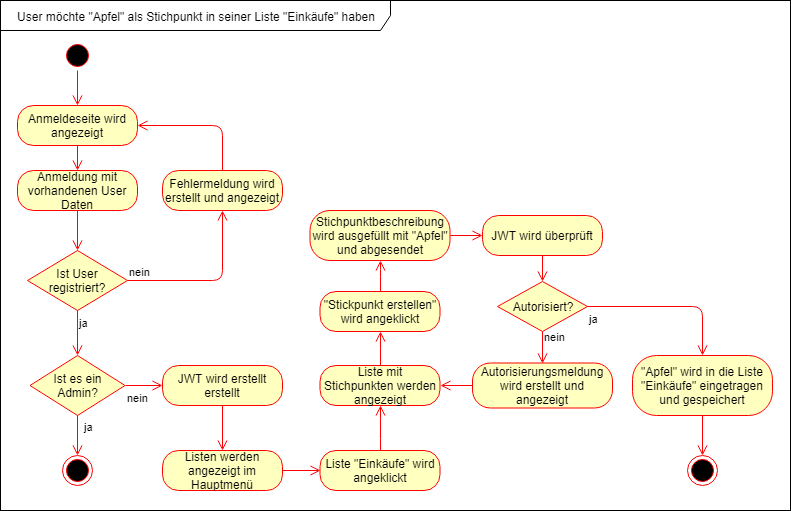 User möchte "Apfel" als Stichpunkt in seiner Liste "Einkäufe" haben
Anmeldeseite wird
angezeigt
Anmeldung mit
vorhandenen User
Daten
Fehlermeldung wird
erstellt und angezeigt
Ist User
registriert?
nein
ja
Ist es ein
Admin?
nein
ja
JWT wird erstellt
erstellt
Listen werden
angezeigt im
Hauptmenü
Liste "Einkäufe" wird
angeklickt
Liste mit
Stichpunkten werden
angezeigt
"Stickpunkt erstellen"
wird angeklickt
Stichpunktbeschreibung
wird ausgefüllt mit "Apfel"
und abgesendet
JWT wird überprüft
Autorisiert?
ja
nein
Autorisierungsmeldung
wird erstellt und
angezeigt
"Apfel" wird in die Liste
"Einkäufe" eingetragen
und gespeichert